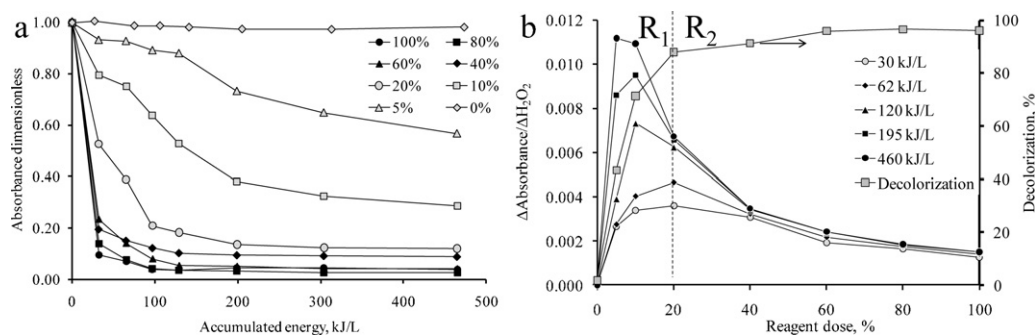 a
1.00
0.80
0.60
0.40
0.20
0.00
Absorbance dimensionless
100% 80%
60% 40%
20% 10%
5% 0%
0 100 200 300 400 500
Accumulated energy, kJ/L
b
0.012
0.010
0.008
0.006
0.004
0.002
0.000
ΔAbsorbance/ΔH₂O₂
R₁ R₂
30 kJ/L
62 kJ/L
120 kJ/L
195 kJ/L
460 kJ/L
Decolorization
100
80
60
40
20
0
Decolorization, %
0 20 40 60 80 100
Reagent dose, %